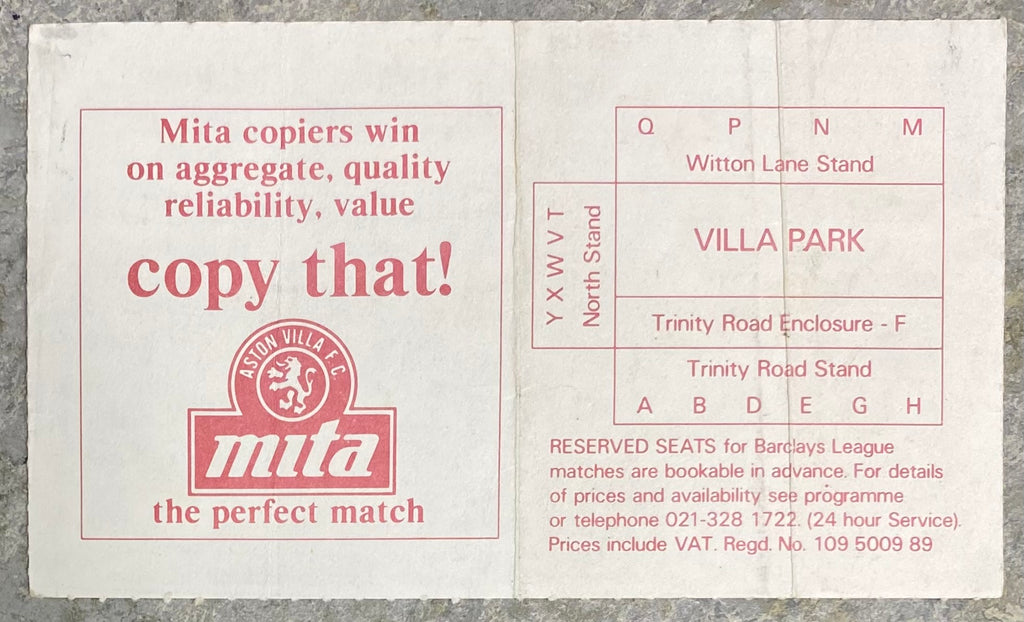 Mita copiers win
on aggregate, quality
reliability, value
copy that!
ASTON VILLA F.C.
mita
the perfect match
Q P N M
Witton Lane Stand
Y X W V T
North Stand
VILLA PARK
Trinity Road Enclosure - F
Trinity Road Stand
A B D E G H
RESERVED SEATS for Barclays League
matches are bookable in advance. For details
of prices and availability see programme
or telephone 021-328 1722. (24 hour Service).
Prices include VAT. Regd. No. 109 5009 89